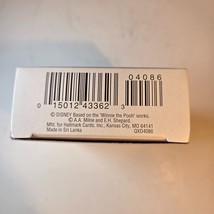 04086
0 15012 43362 3
© DISNEY Based on the "Winnie the Pooh" works.
© A.A. Milne and E.H. Shepard.
Mfd. for Hallmark Cards, Inc., Kansas City, MO 64141
Made in Sri Lanka QXD4086